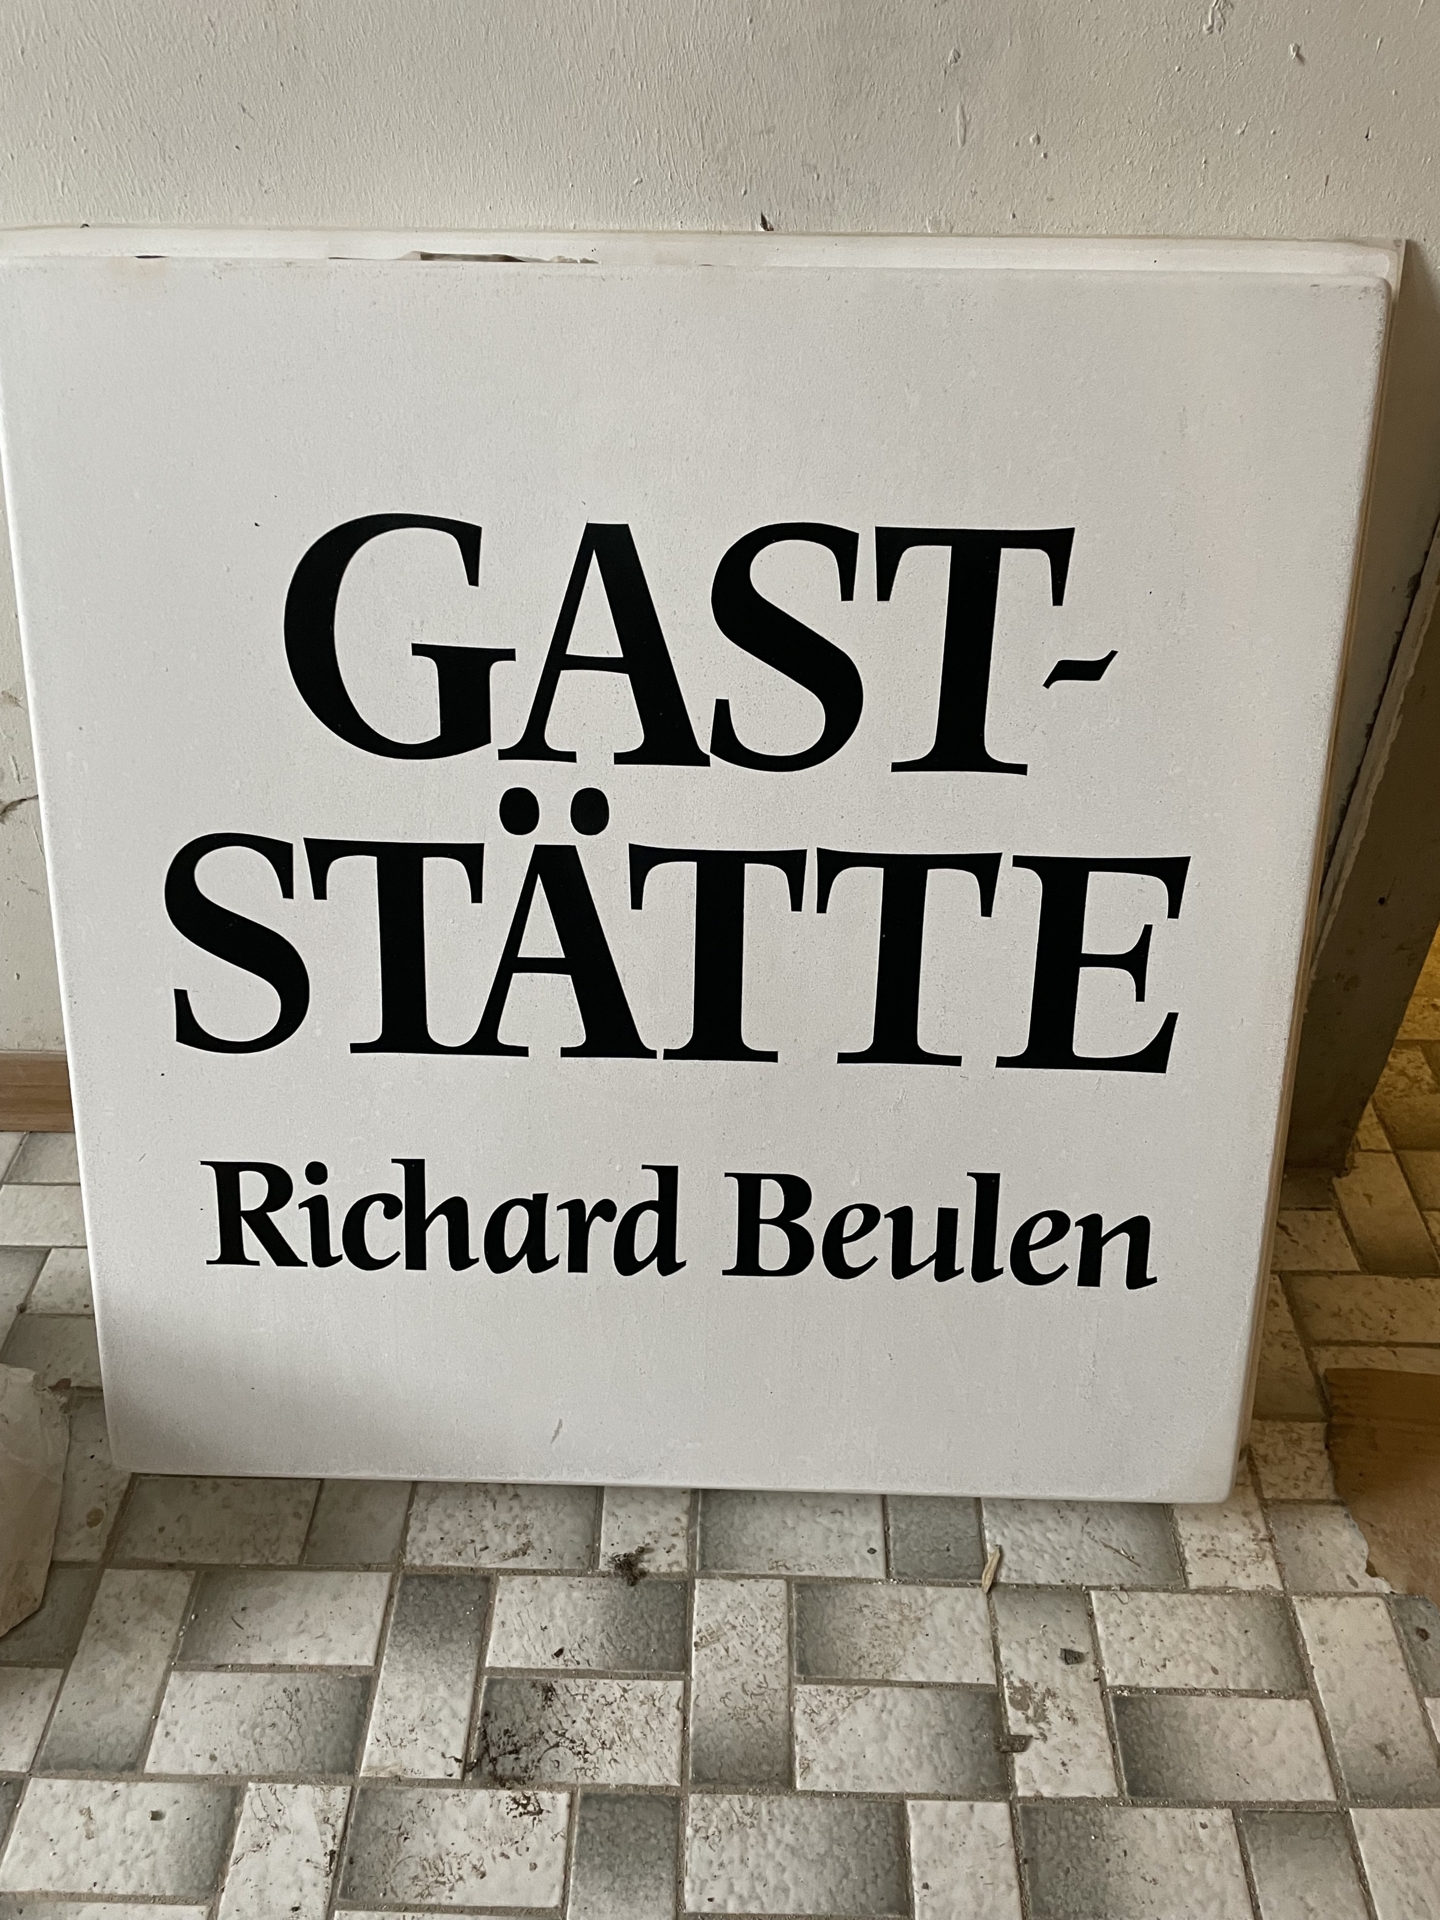 GAST-
STÄTTE
Richard Beulen